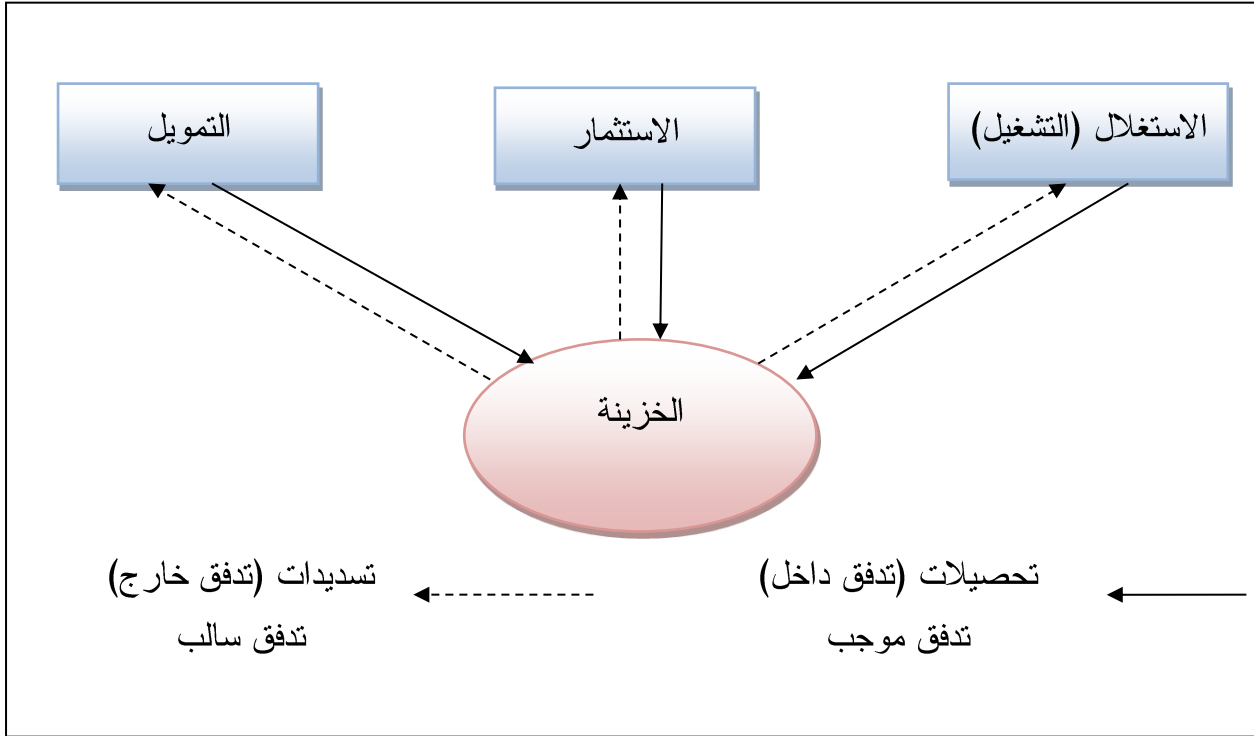 الاستغلال (التشغيل)
الاستثمار
التمويل
الخزينة
تحصيلات (تدفق داخل)
تدفق موجب
تسديدات (تدفق خارج)
تدفق سالب